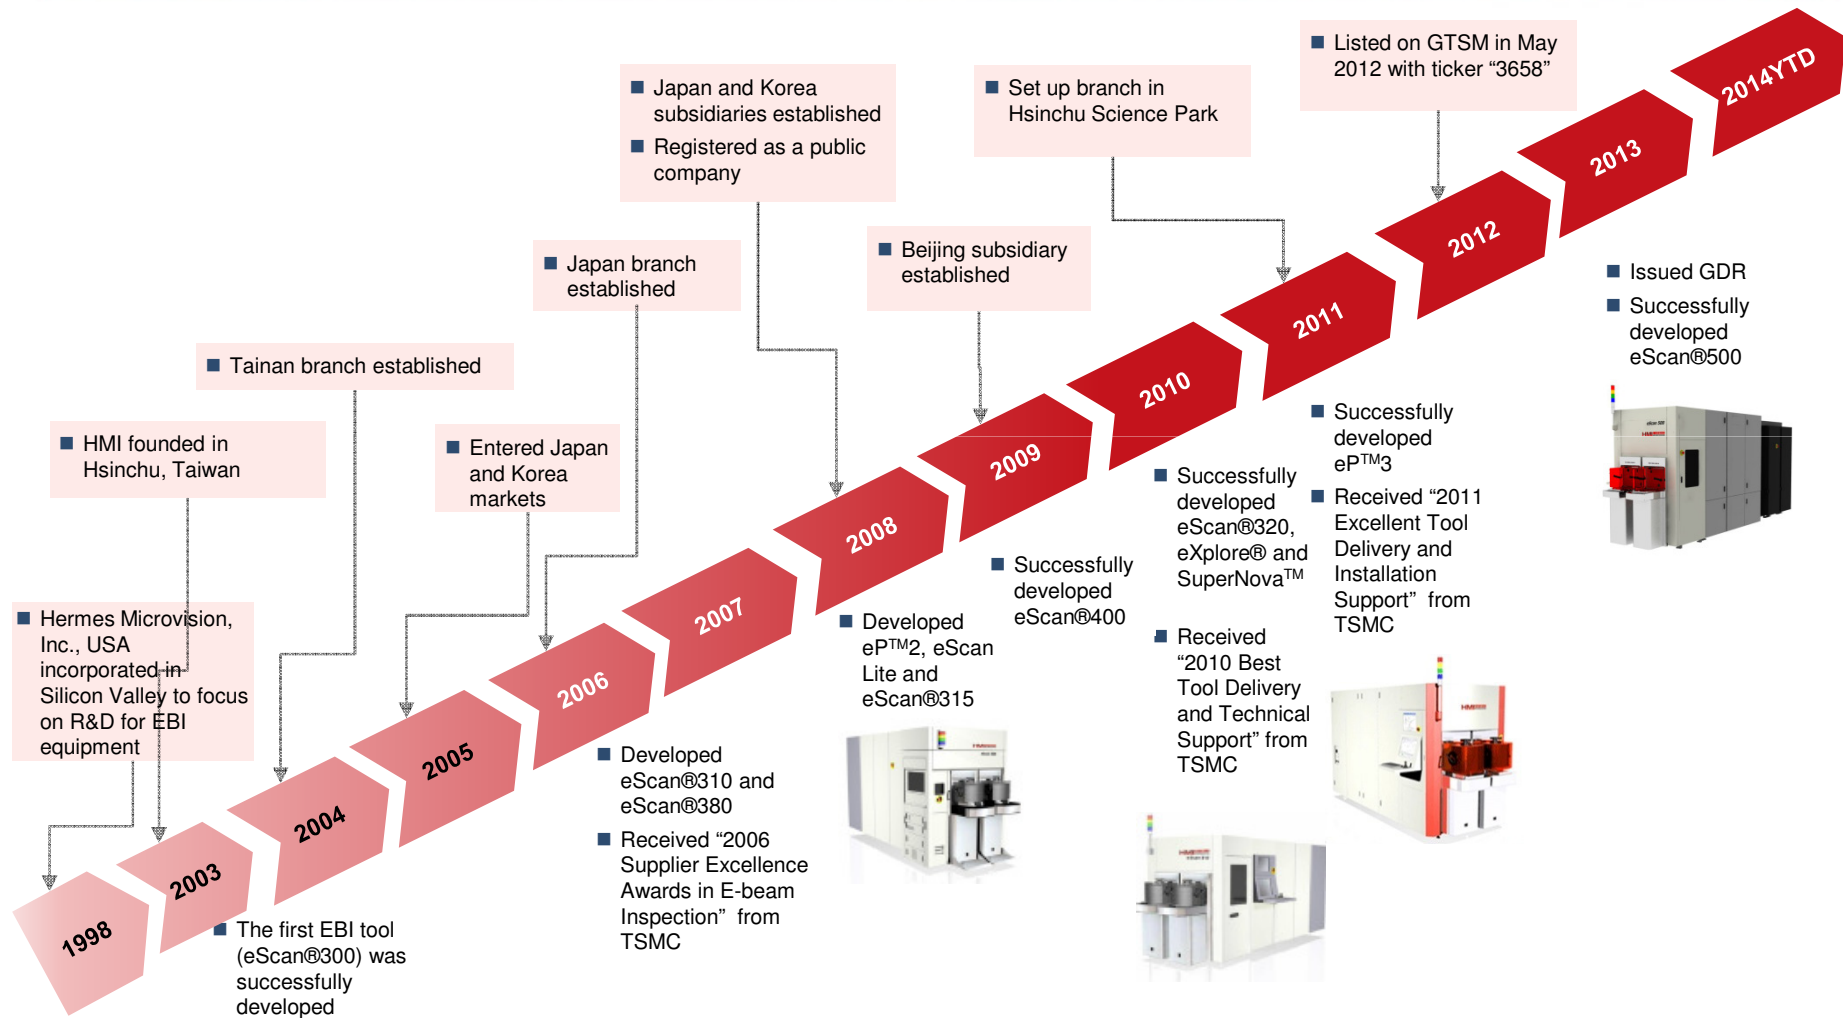 Listed on GTSM in May
2012 with ticker “3658”
Japan and Korea
subsidiaries established
Registered as a public
company
Set up branch in
Hsinchu Science Park
Japan branch
established
Beijing subsidiary
established
Tainan branch established
HMI founded in
Hsinchu, Taiwan
Entered Japan
and Korea
markets
Hermes Microvision,
Inc., USA
incorporated in
Silicon Valley to focus
on R&D for EBI
equipment
1998
2003
2004
2005
2006
2007
2008
2009
2010
2011
2012
2013
2014YTD
The first EBI tool
(eScan®300) was
successfully
developed
Developed
eScan®310 and
eScan®380
Received “2006
Supplier Excellence
Awards in E-beam
Inspection” from
TSMC
Developed
eP™2, eScan
Lite and
eScan®315
Successfully
developed
eScan®400
Successfully
developed
eScan®320,
eXplore® and
SuperNova™
Received
“2010 Best
Tool Delivery
and Technical
Support” from
TSMC
Successfully
developed
eP™3
Received “2011
Excellent Tool
Delivery and
Installation
Support” from
TSMC
Issued GDR
Successfully
developed
eScan®500